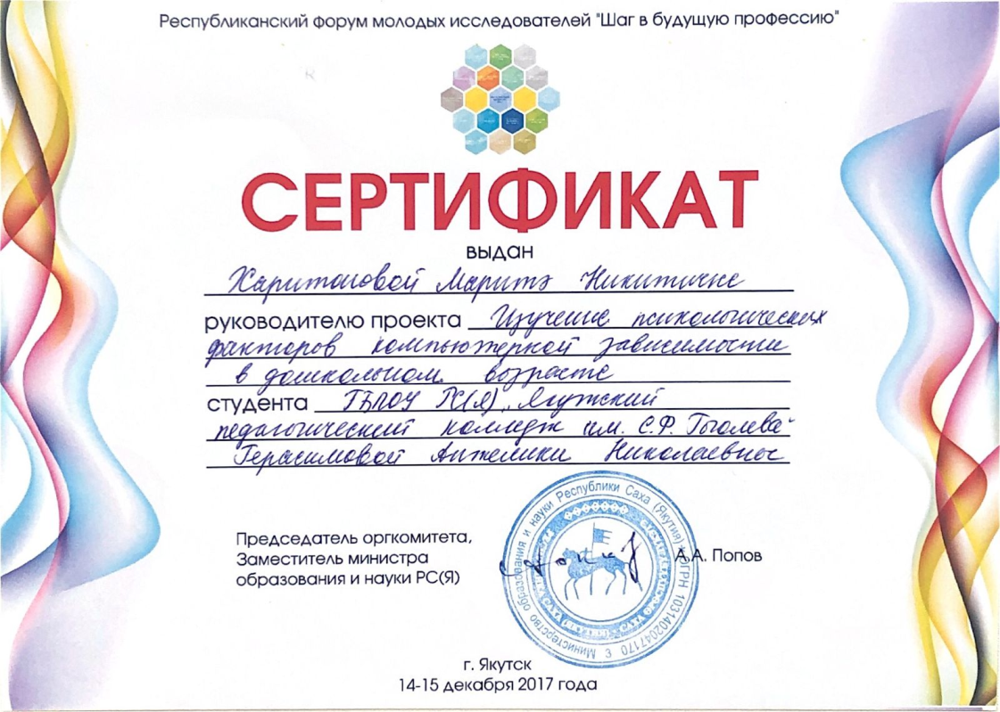 Республиканский форум молодых исследователей "Шаг в будущую профессию"
СЕРТИФИКАТ
выдан
Харитоновой Маритэ Никитичне
руководителю проекта Изучение психологических
факторов компьютерной зависимости
в дошкольном возрасте
студента ГБПОУ РС(Я), Якутский
педагогический колледж им. С.Ф. Гоголева
Герасимовой Анжелики Николаевны
Председатель оргкомитета,
Заместитель министра
образования и науки РС(Я)
А.А. Попов
Министерство образования и науки Республики Саха (Якутия) ОГРН 1031402047170
г. Якутск
14-15 декабря 2017 года